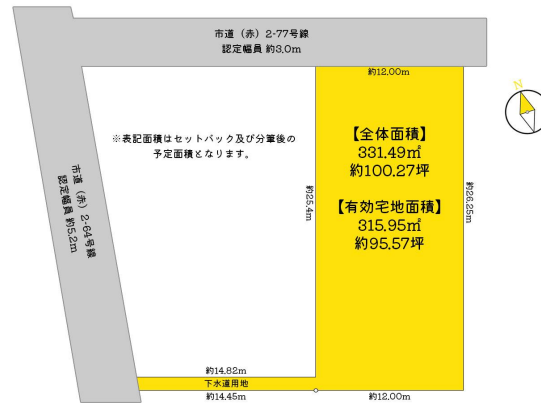 市道（赤）2-77号線
認定幅員 約3.0m
約12.00m
N
※表記面積はセットバック及び分筆後の
予定面積となります。
【全体面積】
331.49㎡
約100.27坪
【有効宅地面積】
315.95㎡
約95.57坪
市道（赤）2-64号線
認定幅員 約5.2m
約25.4m
約26.25m
約14.82m
下水道用地
約14.45m
約12.00m